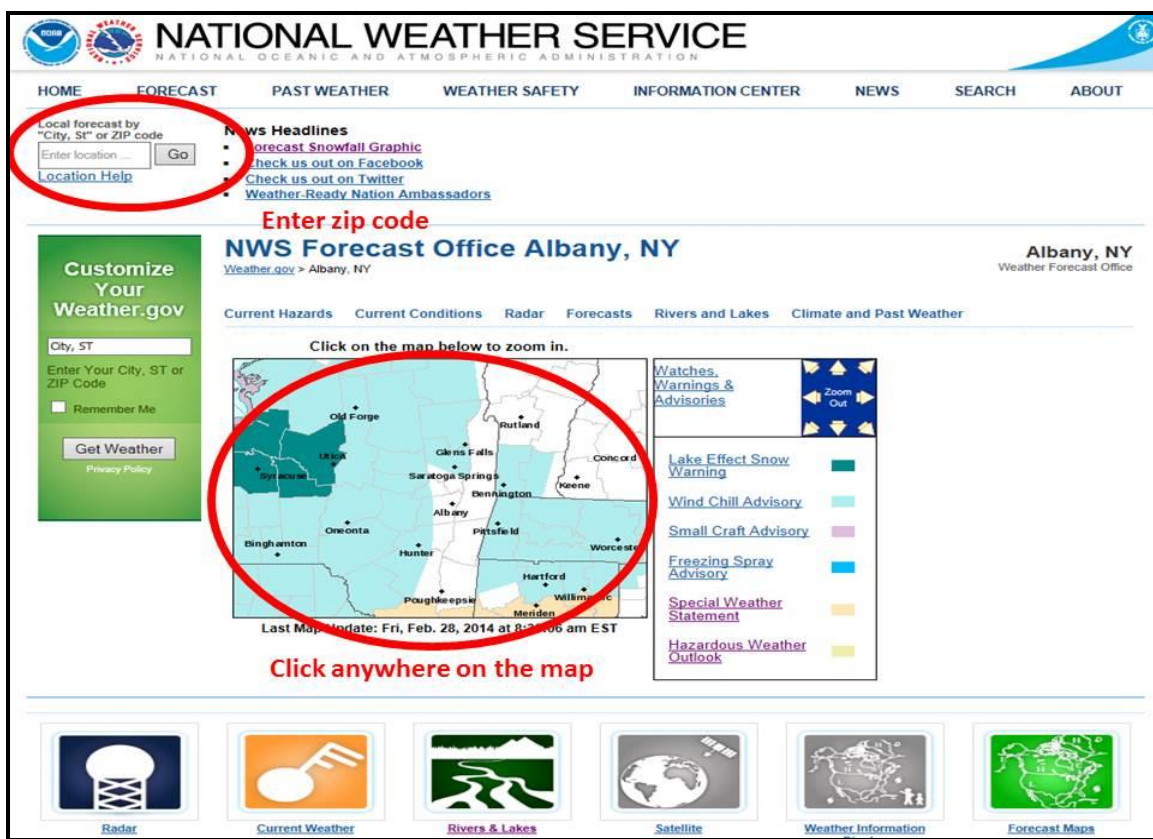 NATIONAL WEATHER SERVICE
NATIONAL OCEANIC AND ATMOSPHERIC ADMINISTRATION
HOME FORECAST PAST WEATHER WEATHER SAFETY INFORMATION CENTER NEWS SEARCH ABOUT
Local forecast by
"City, St" or ZIP code
Enter location ... Go
Location Help
News Headlines
Forecast Snowfall Graphic
Check us out on Facebook
Check us out on Twitter
Weather-Ready Nation Ambassadors
Enter zip code
Customize
Your
Weather.gov
City, ST
Enter Your City, ST or
ZIP Code
Remember Me
Get Weather
Privacy Policy
NWS Forecast Office Albany, NY
Weather.gov > Albany, NY
Albany, NY
Weather Forecast Office
Current Hazards Current Conditions Radar Forecasts Rivers and Lakes Climate and Past Weather
Click on the map below to zoom in.
Old Forge
Rutland
Utica
Glens Falls
Concord
Syracuse
Saratoga Springs
Keene
Bennington
Albany
Oneonta
Pittsfield
Binghamton
Hunter
Worceste
Hartford
Poughkeepsie
Willimantic
Meriden
Last Map Update: Fri, Feb. 28, 2014 at
am EST
Click anywhere on the map
Watches,
Warnings &
Advisories
Zoom
Out
Lake Effect Snow
Warning
Wind Chill Advisory
Small Craft Advisory
Freezing Spray
Advisory
Special Weather
Statement
Hazardous Weather
Outlook
Radar
Current Weather
Rivers & Lakes
Satellite
Weather Information
Forecast Maps